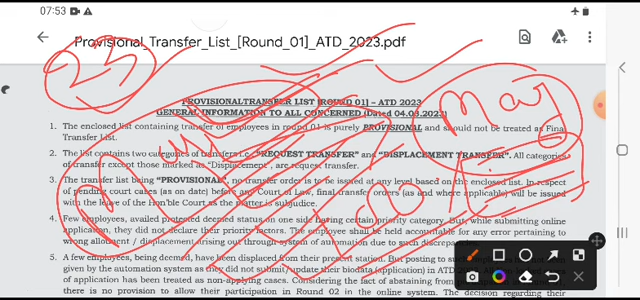 07:53
Provisional_Transfer_List_[Round_01]_ATD_2023.pdf
23
May
PROVISIONAL TRANSFER LIST [ROUND 01] – ATD 2023
GENERAL INFORMATION TO ALL CONCERNED (Dated 04.03.2023)
1. The enclosed list containing transfer of employees in round 01 is purely PROVISIONAL and should not be treated as Final
Transfer List.
2. The list contains two categories of transfers i.e. "REQUEST TRANSFER" and "DISPLACEMENT TRANSFER". All categories
of transfer except those marked as "Displacement", are request transfer.
3. The transfer list being "PROVISIONAL", no transfer order is to be issued at any level based on the enclosed list. In respect
of pending court cases (as on date) before any Court of Law, final transfer orders (as and where applicable) will be issued
with the leave of the Hon'ble Court as the matter is subjudice.
4. Few employees, availed protected deemed status on one side having certain priority category. But, while submitting online
application, they did not declare their priority factors. The employee shall be held accountable for any error pertaining to
wrong allotment / displacement arising out through system of automation due to such discrepancies.
5. A few employees, being deemed, have been displaced from their present station. But posting to such
given by the automation system as they did not submit / update their biodata (application) in ATD
of application has been treated as non-applying cases. Considering the fact of abstaining from
there is no provision to allow their participation in Round 02 in the online system. The decision regarding their